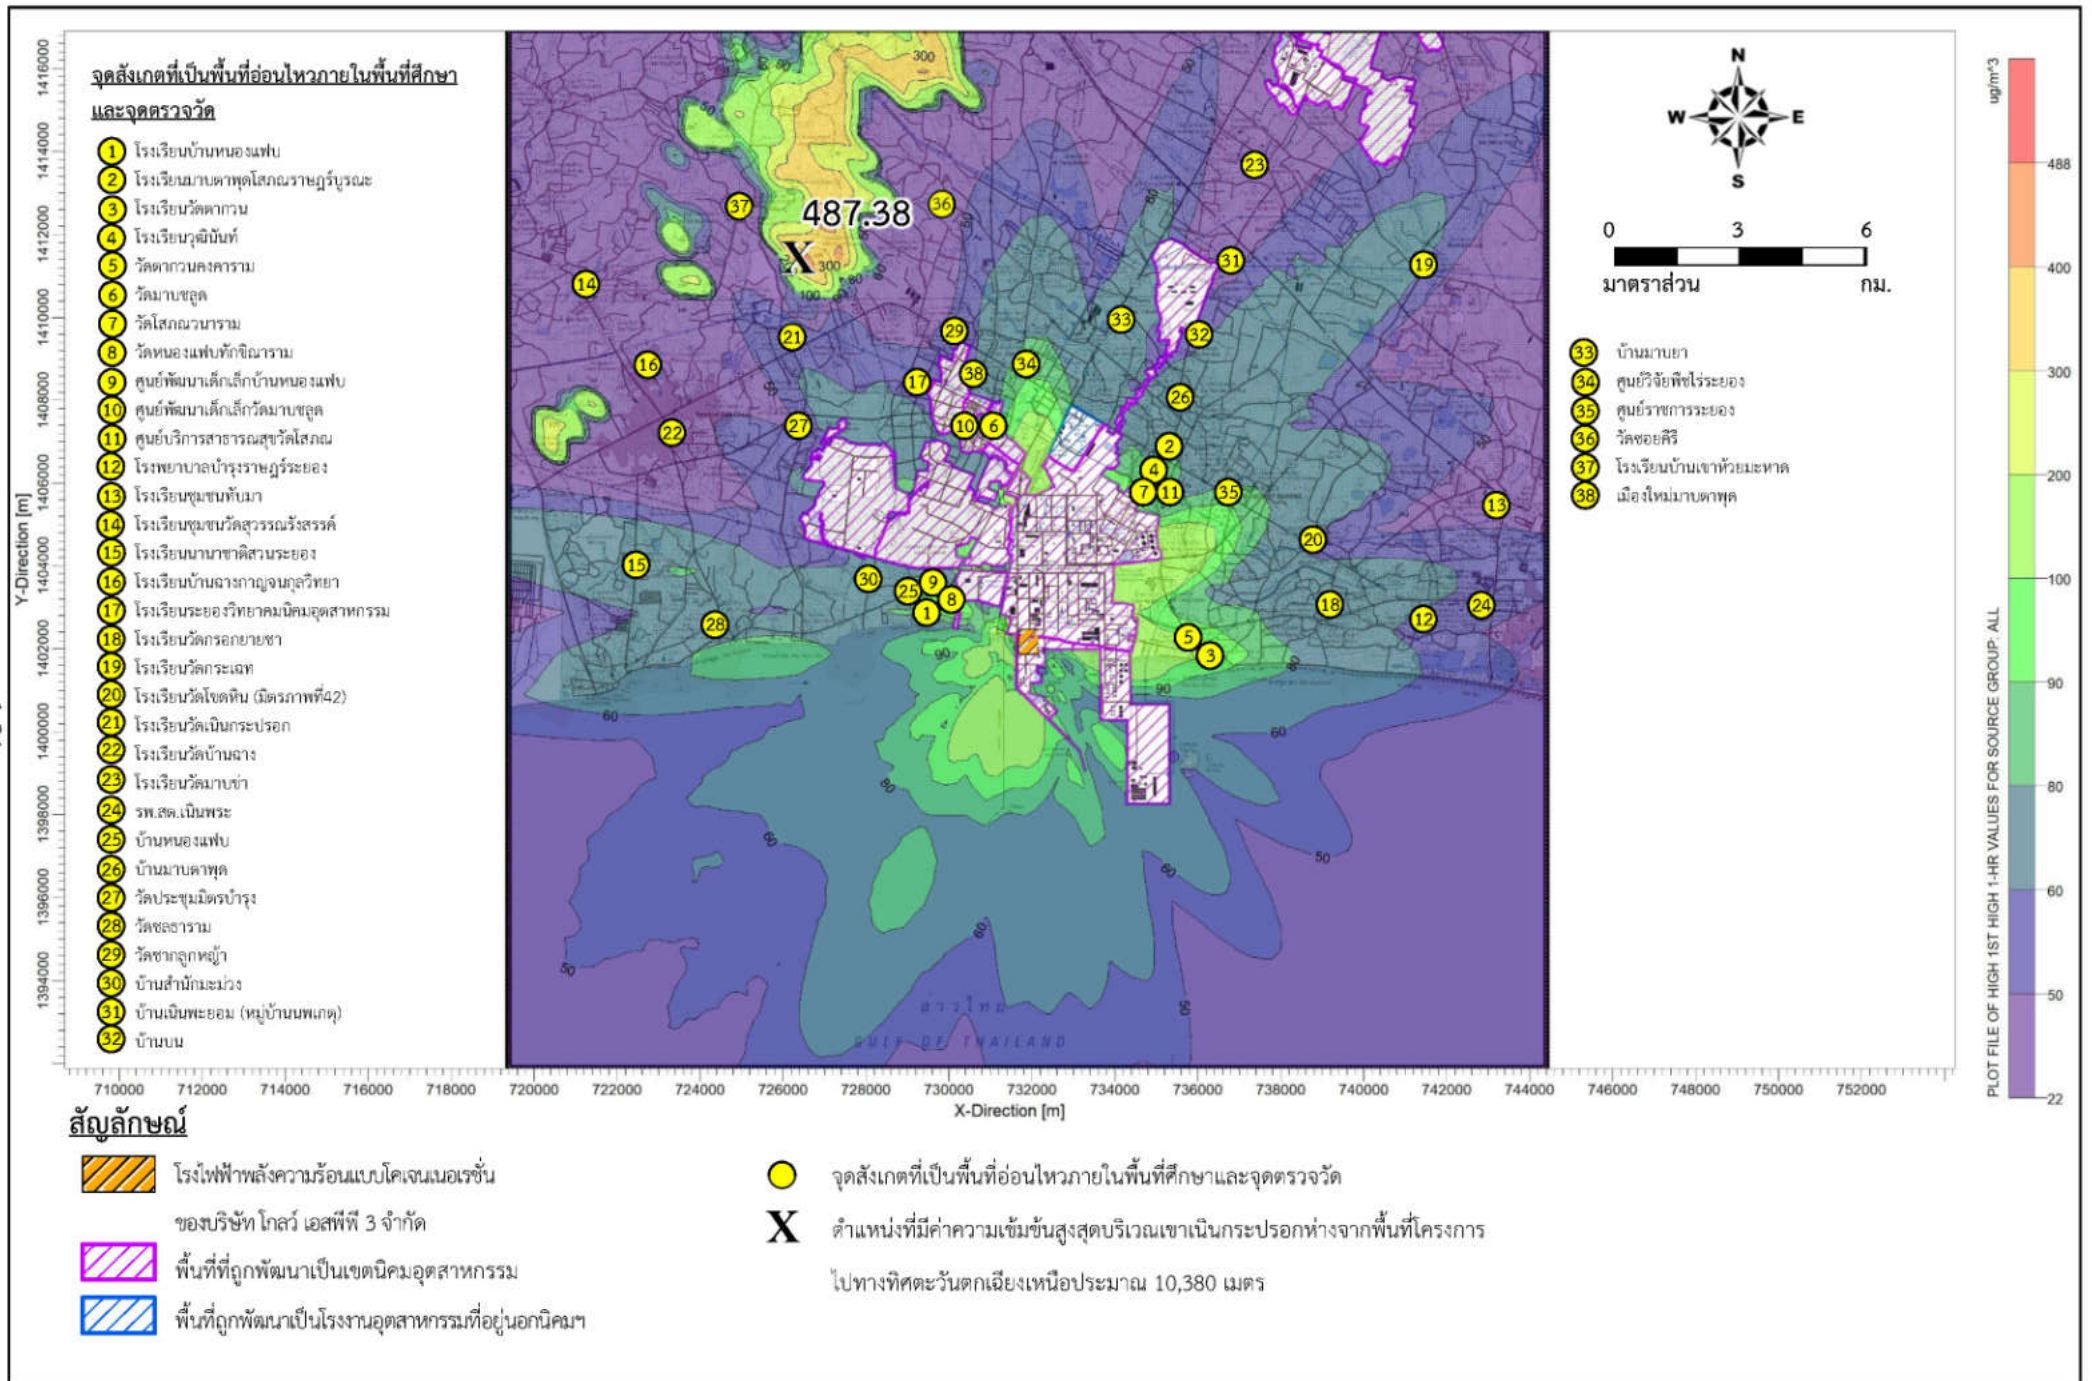 จุดสังเกตที่เป็นพื้นที่อ่อนไหวภายในพื้นที่ศึกษา
และจุดตรวจวัด
1 โรงเรียนบ้านหนองแฟบ
2 โรงเรียนมาบตาพุดโสภณราษฎร์บูรณะ
3 โรงเรียนวัดตากวน
4 โรงเรียนวุฒินันท์
5 วัดตากวนคงคาราม
6 วัดมาบชลูด
7 วัดโสภณวนาราม
8 วัดหนองแฟบทักขิณาราม
9 ศูนย์พัฒนาเด็กเล็กบ้านหนองแฟบ
10 ศูนย์พัฒนาเด็กเล็กวัดมาบชลูด
11 ศูนย์บริการสาธารณสุขวัดโสภณ
12 โรงพยาบาลบำรุงราษฎร์ระยอง
13 โรงเรียนชุมชนทับมา
14 โรงเรียนชุมชนวัดสุวรรณรังสรรค์
15 โรงเรียนนานาชาติสวนระยอง
16 โรงเรียนบ้านฉางกาญจนกุลวิทยา
17 โรงเรียนระยองวิทยาคมนิคมอุตสาหกรรม
18 โรงเรียนวัดกรอกยายชา
19 โรงเรียนวัดกระเฉท
20 โรงเรียนวัดโขดหิน (มิตรภาพที่42)
21 โรงเรียนวัดเนินกระปรอก
22 โรงเรียนวัดบ้านฉาง
23 โรงเรียนวัดมาบข่า
24 รพ.สต.เนินพระ
25 บ้านหนองแฟบ
26 บ้านมาบตาพุด
27 วัดประชุมมิตรบำรุง
28 วัดชลธาราม
29 วัดชากลูกหญ้า
30 บ้านสำนักมะม่วง
31 บ้านเนินพะยอม (หมู่บ้านนพเกตุ)
32 บ้านบน
487.38
อ่าวไทย
GULF OF THAILAND
N
W E
S
0 3 6
มาตราส่วน กม.
33 บ้านมาบยา
34 ศูนย์วิจัยพืชไร่ระยอง
35 ศูนย์ราชการระยอง
36 วัดซอยคีรี
37 โรงเรียนบ้านเขาห้วยมะหาด
38 เมืองใหม่มาบตาพุด
ug/m^3
488
400
300
200
100
90
80
60
50
22
PLOT FILE OF HIGH 1ST HIGH 1-HR VALUES FOR SOURCE GROUP: ALL
Y-Direction [m]
1416000
1414000
1412000
1410000
1408000
1406000
1404000
1402000
1400000
1398000
1396000
1394000
710000 712000 714000 716000 718000 720000 722000 724000 726000 728000 730000 732000 734000 736000 738000 740000 742000 744000 746000 748000 750000 752000
X-Direction [m]
สัญลักษณ์
โรงไฟฟ้าพลังความร้อนแบบโคเจนเนอเรชั่น
ของบริษัท โกลว์ เอสพีพี 3 จำกัด
พื้นที่ที่ถูกพัฒนาเป็นเขตนิคมอุตสาหกรรม
พื้นที่ถูกพัฒนาเป็นโรงงานอุตสาหกรรมที่อยู่นอกนิคมฯ
จุดสังเกตที่เป็นพื้นที่อ่อนไหวภายในพื้นที่ศึกษาและจุดตรวจวัด
X ตำแหน่งที่มีค่าความเข้มข้นสูงสุดบริเวณเขาเนินกระปรอกห่างจากพื้นที่โครงการ
ไปทางทิศตะวันตกเฉียงเหนือประมาณ 10,380 เมตร